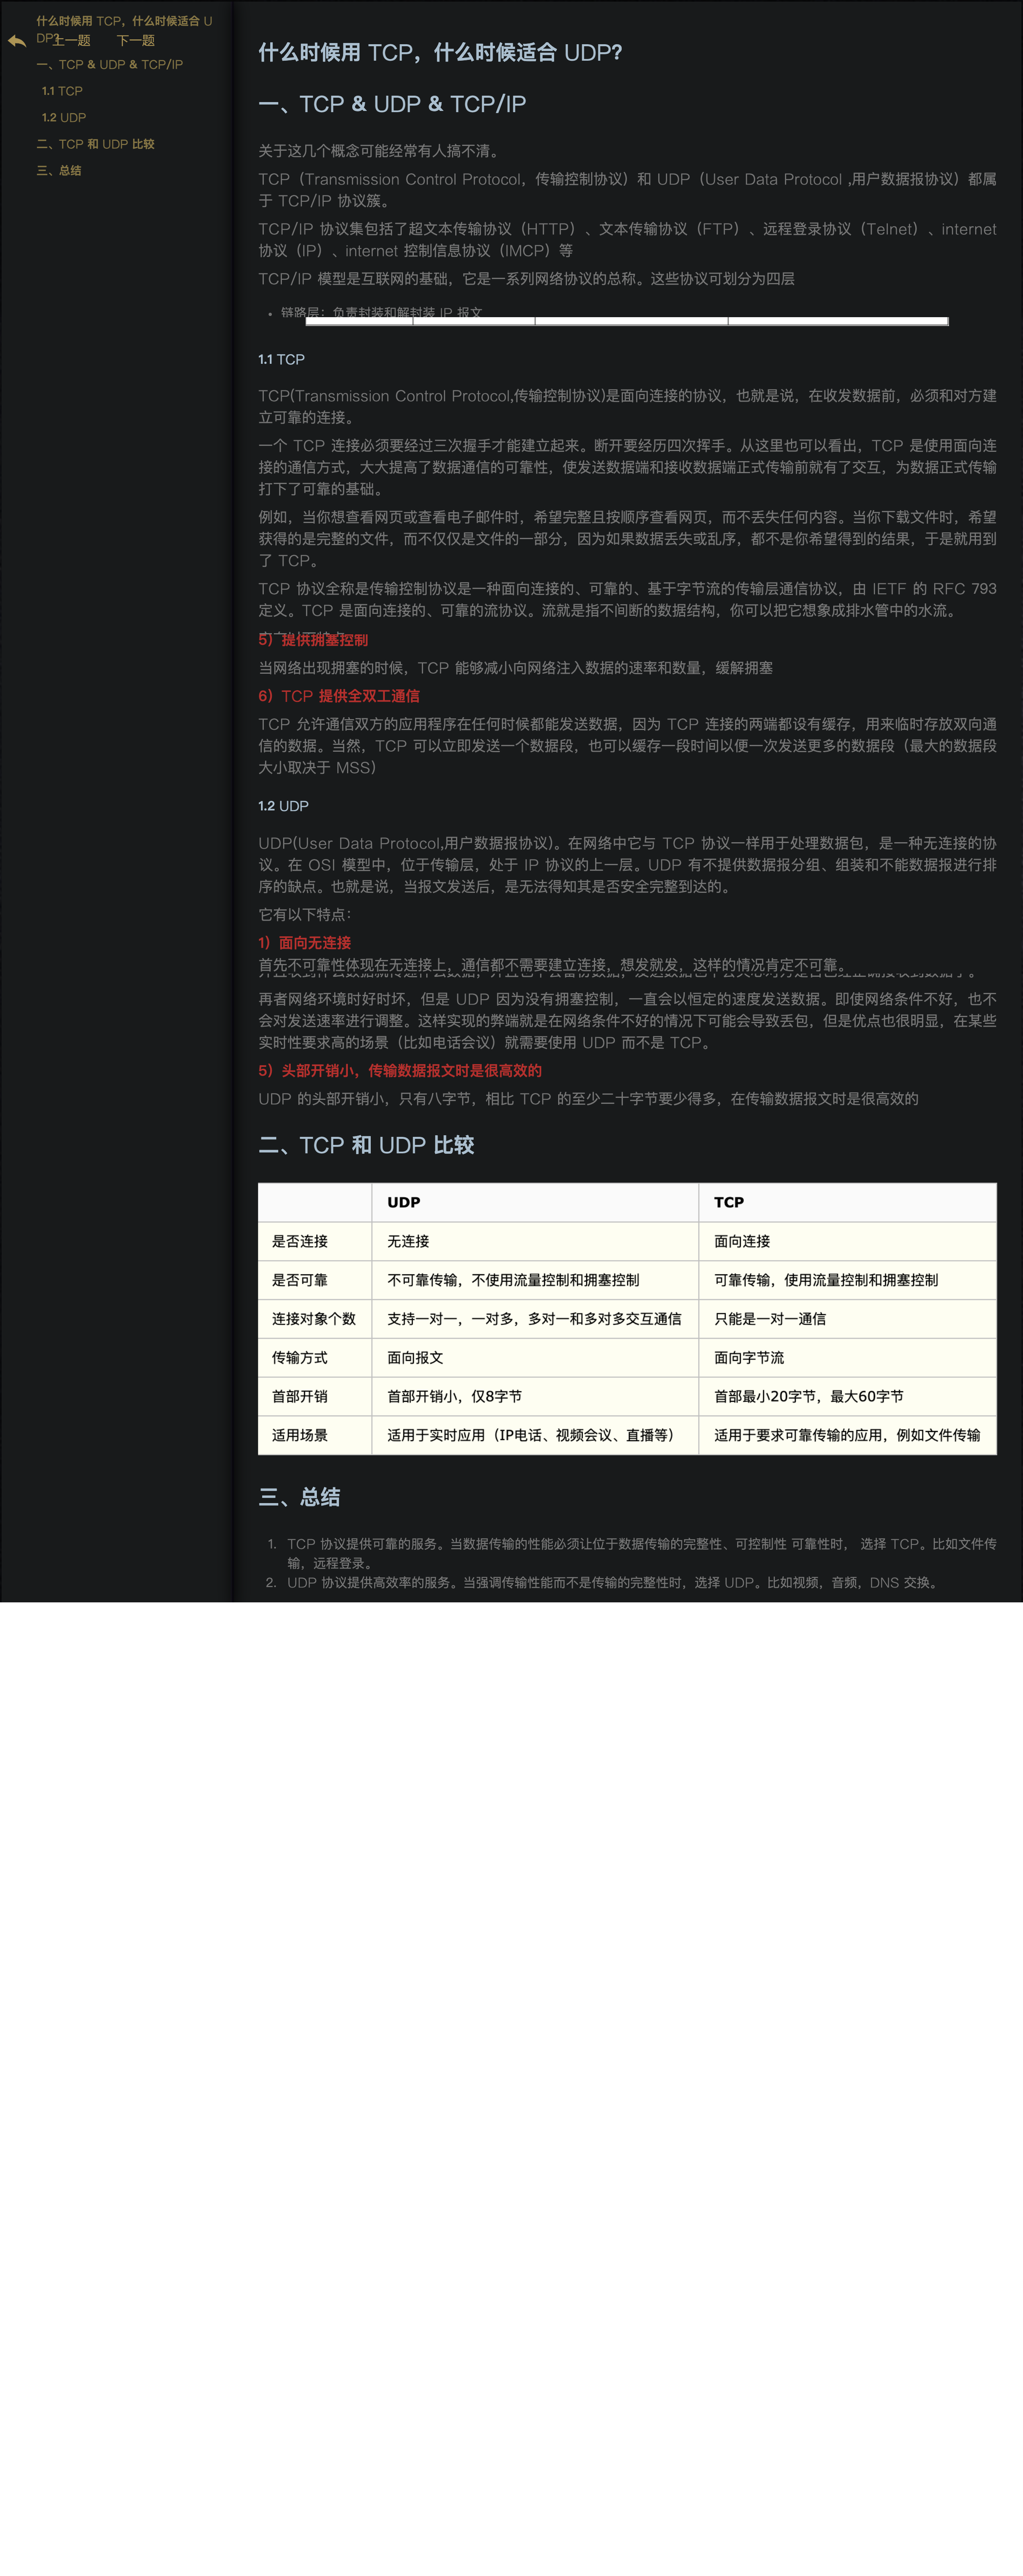 什么时候用 TCP，什么时候适合 U
DP?
上一题 下一题
一、TCP & UDP & TCP/IP
1.1 TCP
1.2 UDP
二、TCP 和 UDP 比较
三、总结
什么时候用 TCP，什么时候适合 UDP?
一、TCP & UDP & TCP/IP
关于这几个概念可能经常有人搞不清。
TCP（Transmission Control Protocol，传输控制协议）和 UDP（User Data Protocol ,用户数据报协议）都属
于 TCP/IP 协议簇。
TCP/IP 协议集包括了超文本传输协议（HTTP）、文本传输协议（FTP）、远程登录协议（Telnet）、internet
协议（IP）、internet 控制信息协议（IMCP）等
TCP/IP 模型是互联网的基础，它是一系列网络协议的总称。这些协议可划分为四层
• 链路层：负责封装和解封装 IP 报文
1.1 TCP
TCP(Transmission Control Protocol,传输控制协议)是面向连接的协议，也就是说，在收发数据前，必须和对方建
立可靠的连接。
一个 TCP 连接必须要经过三次握手才能建立起来。断开要经历四次挥手。从这里也可以看出，TCP 是使用面向连
接的通信方式，大大提高了数据通信的可靠性，使发送数据端和接收数据端正式传输前就有了交互，为数据正式传输
打下了可靠的基础。
例如，当你想查看网页或查看电子邮件时，希望完整且按顺序查看网页，而不丢失任何内容。当你下载文件时，希望
获得的是完整的文件，而不仅仅是文件的一部分，因为如果数据丢失或乱序，都不是你希望得到的结果，于是就用到
了 TCP。
TCP 协议全称是传输控制协议是一种面向连接的、可靠的、基于字节流的传输层通信协议，由 IETF 的 RFC 793
定义。TCP 是面向连接的、可靠的流协议。流就是指不间断的数据结构，你可以把它想象成排水管中的水流。
5）提供拥塞控制
当网络出现拥塞的时候，TCP 能够减小向网络注入数据的速率和数量，缓解拥塞
6）TCP 提供全双工通信
TCP 允许通信双方的应用程序在任何时候都能发送数据，因为 TCP 连接的两端都设有缓存，用来临时存放双向通
信的数据。当然，TCP 可以立即发送一个数据段，也可以缓存一段时间以便一次发送更多的数据段（最大的数据段
大小取决于 MSS）
1.2 UDP
UDP(User Data Protocol,用户数据报协议)。在网络中它与 TCP 协议一样用于处理数据包，是一种无连接的协
议。在 OSI 模型中，位于传输层，处于 IP 协议的上一层。UDP 有不提供数据报分组、组装和不能数据报进行排
序的缺点。也就是说，当报文发送后，是无法得知其是否安全完整到达的。
它有以下特点：
1）面向无连接
首先不可靠性体现在无连接上，通信都不需要建立连接，想发就发，这样的情况肯定不可靠。
再者网络环境时好时坏，但是 UDP 因为没有拥塞控制，一直会以恒定的速度发送数据。即使网络条件不好，也不
会对发送速率进行调整。这样实现的弊端就是在网络条件不好的情况下可能会导致丢包，但是优点也很明显，在某些
实时性要求高的场景（比如电话会议）就需要使用 UDP 而不是 TCP。
5）头部开销小，传输数据报文时是很高效的
UDP 的头部开销小，只有八字节，相比 TCP 的至少二十字节要少得多，在传输数据报文时是很高效的
二、TCP 和 UDP 比较
UDP TCP
是否连接 无连接 面向连接
是否可靠 不可靠传输，不使用流量控制和拥塞控制 可靠传输，使用流量控制和拥塞控制
连接对象个数 支持一对一，一对多，多对一和多对多交互通信 只能是一对一通信
传输方式 面向报文 面向字节流
首部开销 首部开销小，仅8字节 首部最小20字节，最大60字节
适用场景 适用于实时应用（IP电话、视频会议、直播等） 适用于要求可靠传输的应用，例如文件传输
三、总结
1. TCP 协议提供可靠的服务。当数据传输的性能必须让位于数据传输的完整性、可控制性 可靠性时， 选择 TCP。比如文件传
输，远程登录。
2. UDP 协议提供高效率的服务。当强调传输性能而不是传输的完整性时，选择 UDP。比如视频，音频，DNS 交换。